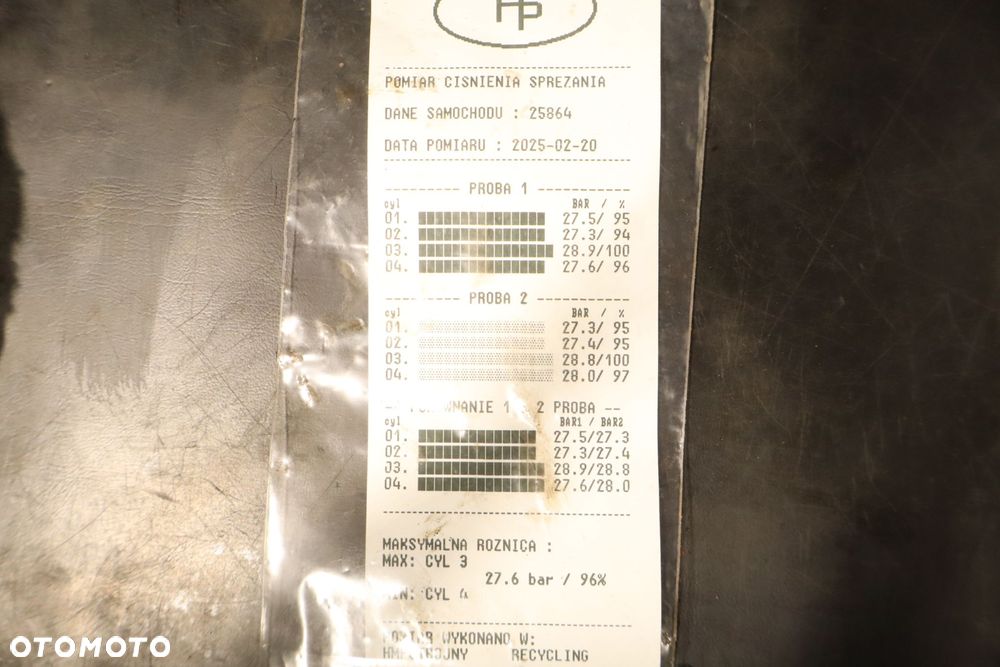 HP
POMIAR CISNIENIA SPREZANIA
DANE SAMOCHODU : 25864
DATA POMIARU : 2025-02-20
PROBA 1
cyl BAR / %
01. 27.5/ 95
02. 27.3/ 94
03. 28.9/100
04. 27.6/ 96
PROBA 2
cyl BAR / %
01. 27.3/ 95
02. 27.4/ 95
03. 28.8/100
04. 28.0/ 97
2 PROBA --
cyl BAR1 / BAR2
01. 27.5/27.3
02. 27.3/27.4
03. 28.9/28.8
04. 27.6/28.0
MAKSYMALNA ROZNICA :
MAX: CYL 3
27.6 bar / 96%
CYL
WYKONANO W:
RECYCLING
OTOMOTO